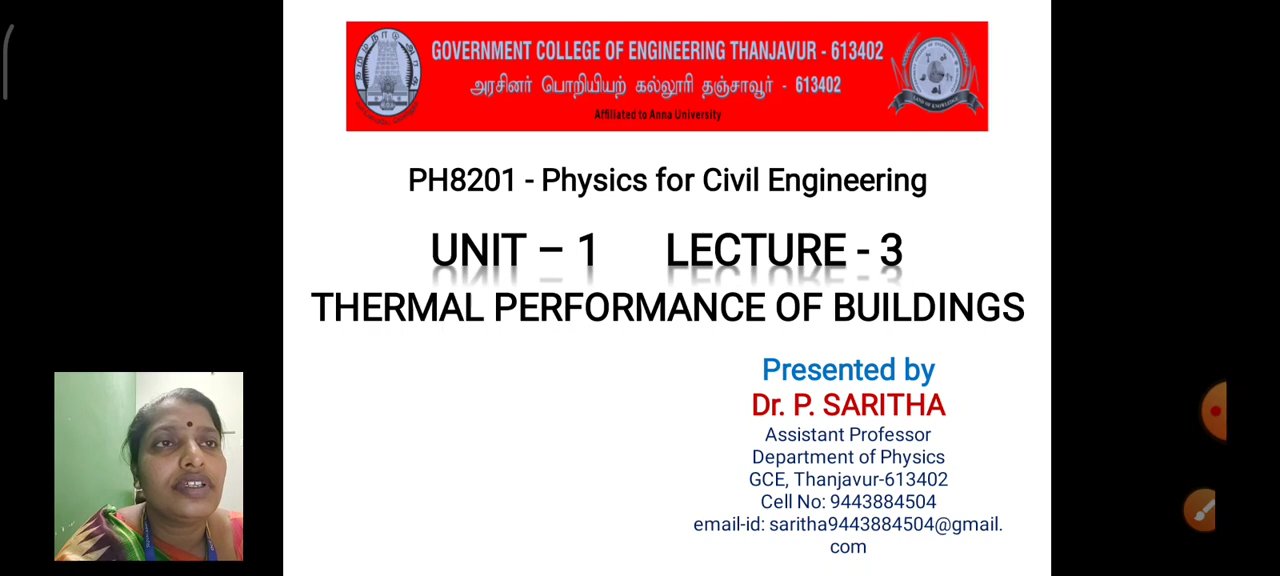 GOVERNMENT COLLEGE OF ENGINEERING THANJAVUR - 613402
அரசினர் பொறியியற் கல்லூரி தஞ்சாவூர் - 613402
Affiliated to Anna University
PH8201 - Physics for Civil Engineering
UNIT – 1 LECTURE - 3
THERMAL PERFORMANCE OF BUILDINGS
Presented by
Dr. P. SARITHA
Assistant Professor
Department of Physics
GCE, Thanjavur-613402
Cell No: 9443884504
email-id: saritha9443884504@gmail.
com